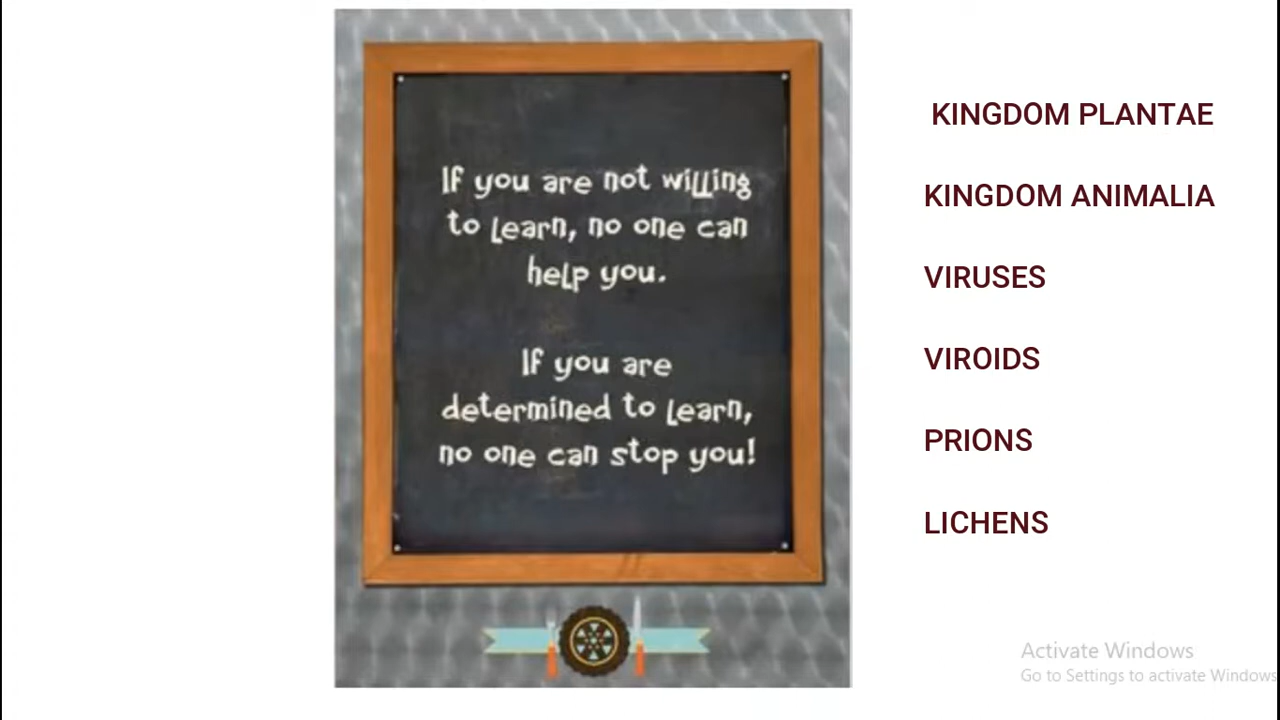 If you are not willing
to learn, no one can
help you.
If you are
determined to learn,
no one can stop you!
KINGDOM PLANTAE
KINGDOM ANIMALIA
VIRUSES
VIROIDS
PRIONS
LICHENS
Activate Windows
Go to Settings to activate Windows